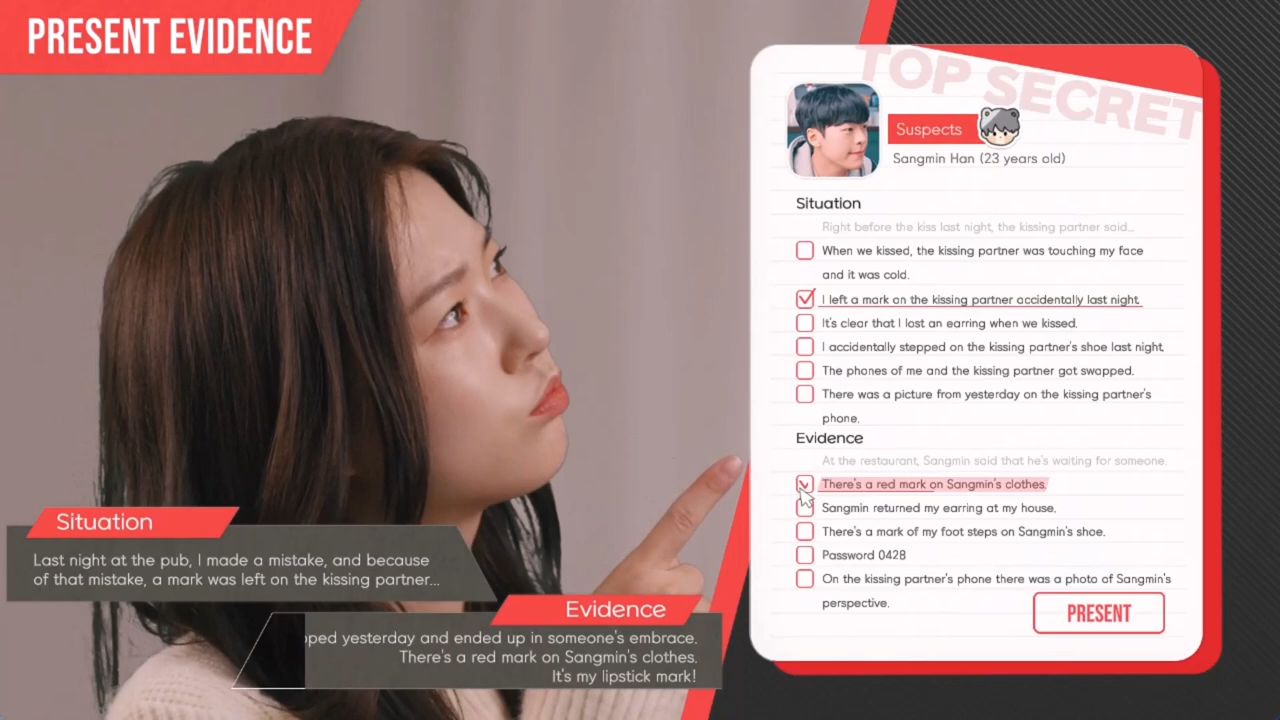 PRESENT EVIDENCE
TOP SECRET
Suspects
Sangmin Han (23 years old)
Situation
Right before the kiss last night, the kissing partner said...
When we kissed, the kissing partner was touching my face
and it was cold.
I left a mark on the kissing partner accidentally last night.
It's clear that I lost an earring when we kissed.
I accidentally stepped on the kissing partner's shoe last night.
The phones of me and the kissing partner got swapped.
There was a picture from yesterday on the kissing partner's
phone.
Evidence
At the restaurant, Sangmin said that he's waiting for someone.
There's a red mark on Sangmin's clothes.
Sangmin returned my earring at my house.
There's a mark of my foot steps on Sangmin's shoe.
Password 0428
On the kissing partner's phone there was a photo of Sangmin's
perspective.
PRESENT
Situation
Last night at the pub, I made a mistake, and because
of that mistake, a mark was left on the kissing partner...
Evidence
yesterday and ended up in someone's embrace.
There's a red mark on Sangmin's clothes.
It's my lipstick mark!